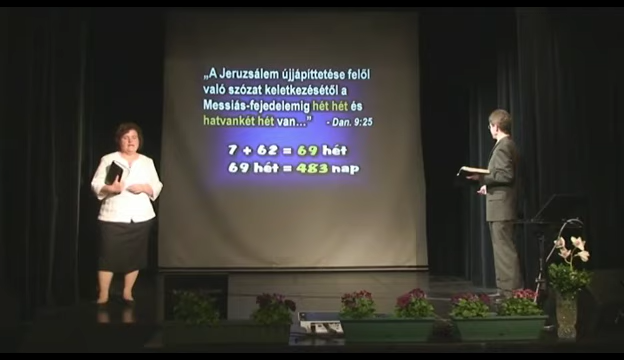 „A Jeruzsálem újjápíttetése felől
való szózat keletkezésétől a
Messiás-fejedelemig hét hét és
hatvankét hét van...” - Dan. 9:25
7 + 62 = 69 hét
69 hét = 483 nap